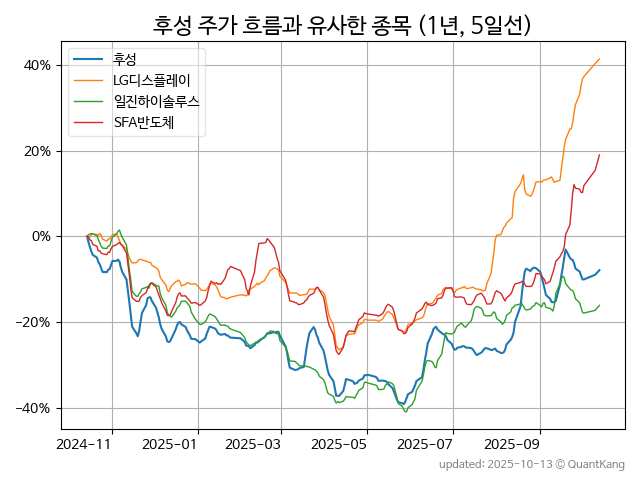 후성 주가 흐름과 유사한 종목 (1년, 5일선)
후성
LG디스플레이
일진하이솔루스
SFA반도체
40%
20%
0%
−20%
−40%
2024-11
2025-01
2025-03
2025-05
2025-07
2025-09
updated: 2025-10-13 © QuantKang